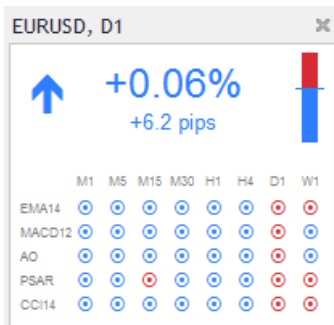 EURUSD, D1
+0.06%
+6.2 pips
M1 M5 M15 M30 H1 H4 D1 W1
EMA14
MACD12
AO
PSAR
CCI14